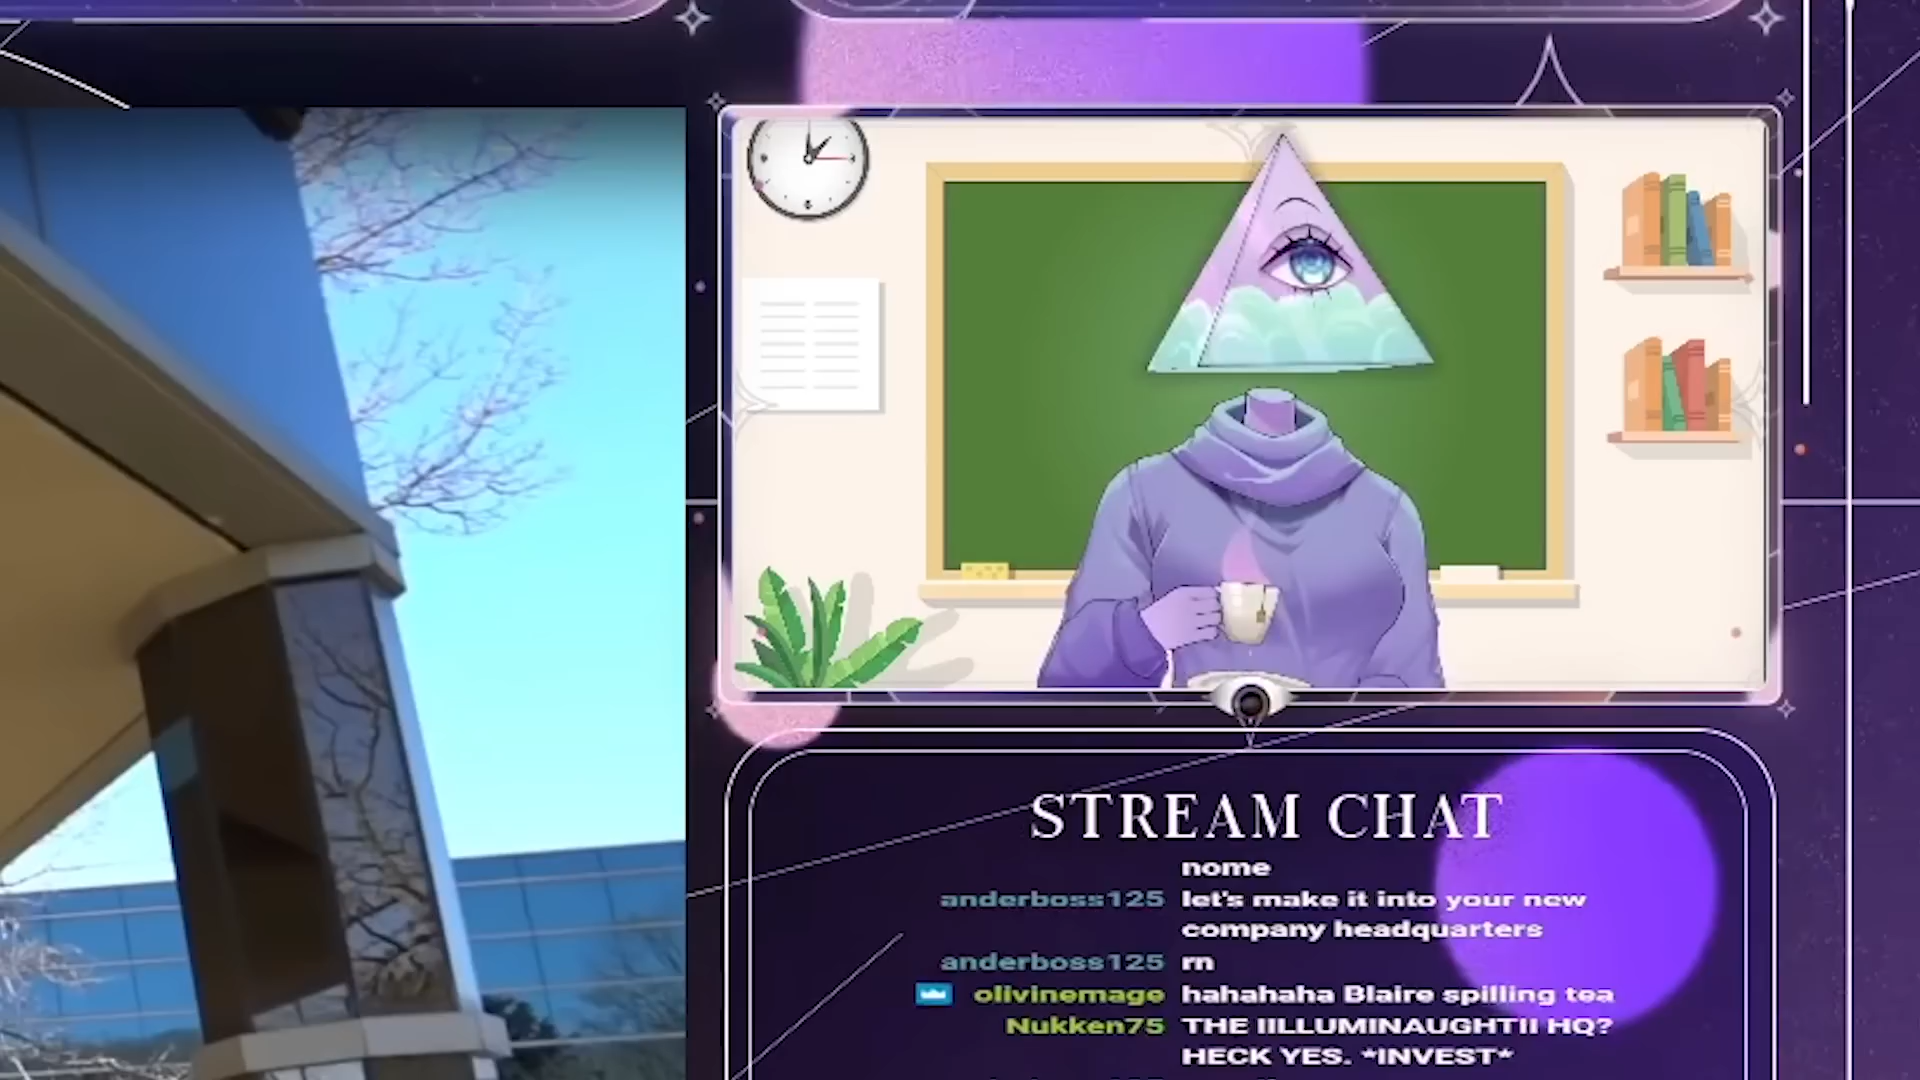 STREAM CHAT
nome
anderboss125 let's make it into your new
company headquarters
anderboss125 rn
olivinemage hahahaha Blaire spilling tea
Nukken75 THE IILLUMINAUGHTII HQ?
HECK YES. *INVEST*